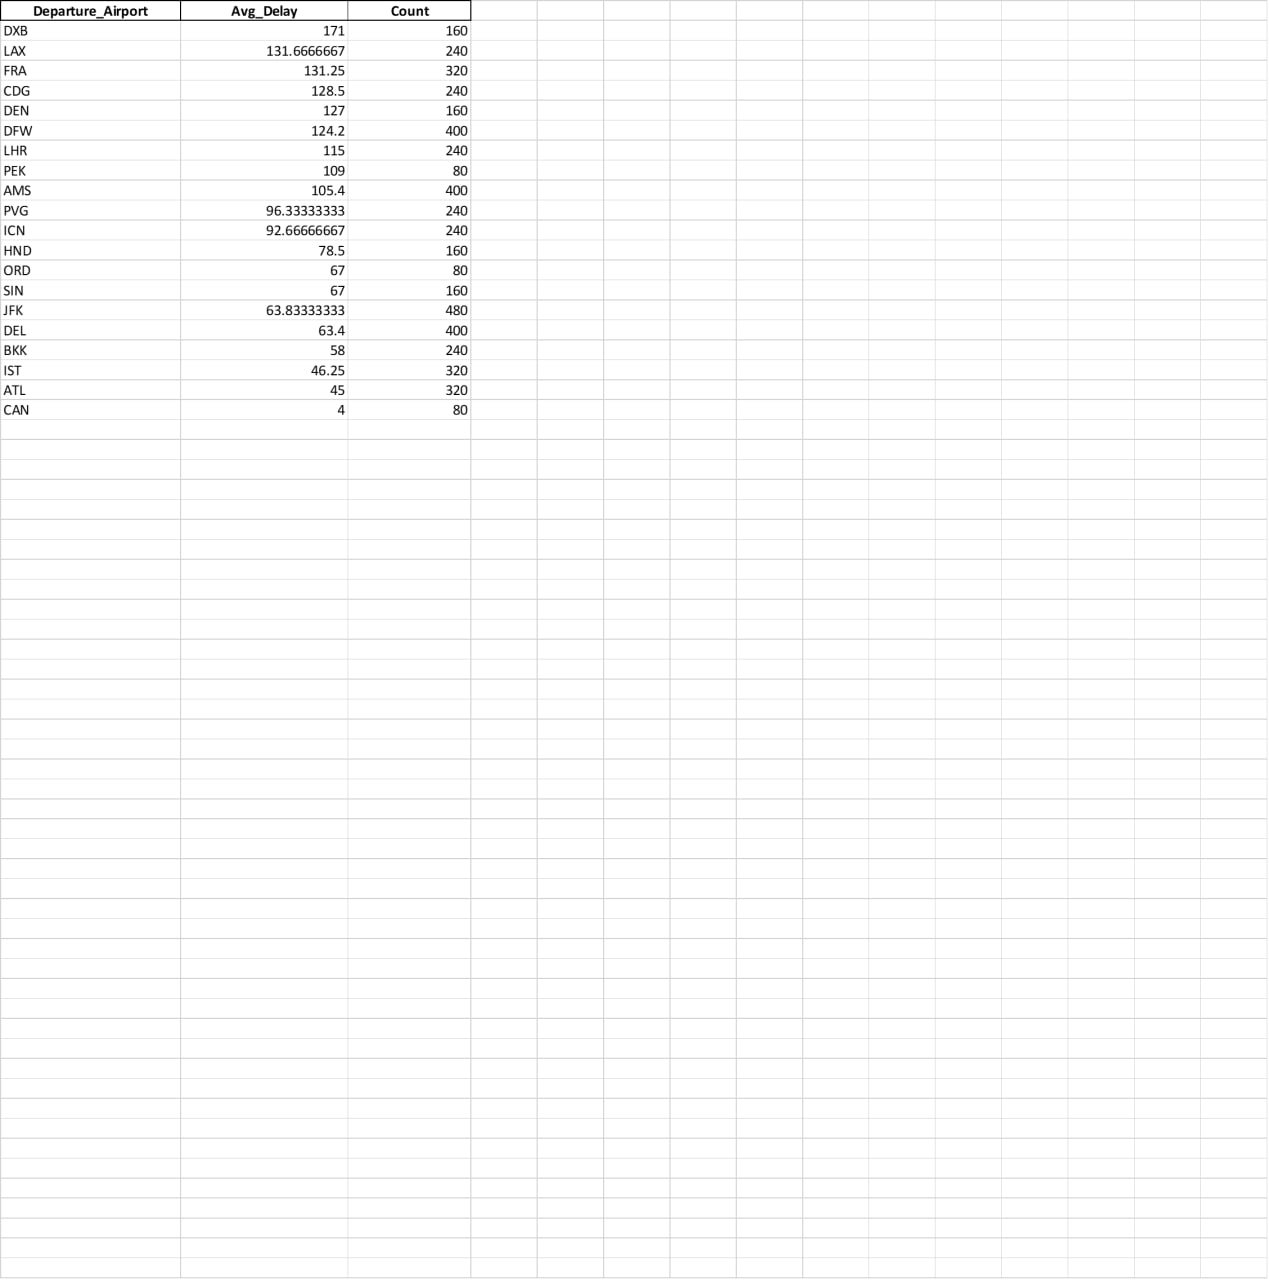 Departure_Airport Avg_Delay Count
DXB 171 160
LAX 131.6666667 240
FRA 131.25 320
CDG 128.5 240
DEN 127 160
DFW 124.2 400
LHR 115 240
PEK 109 80
AMS 105.4 400
PVG 96.33333333 240
ICN 92.66666667 240
HND 78.5 160
ORD 67 80
SIN 67 160
JFK 63.83333333 480
DEL 63.4 400
BKK 58 240
IST 46.25 320
ATL 45 320
CAN 4 80